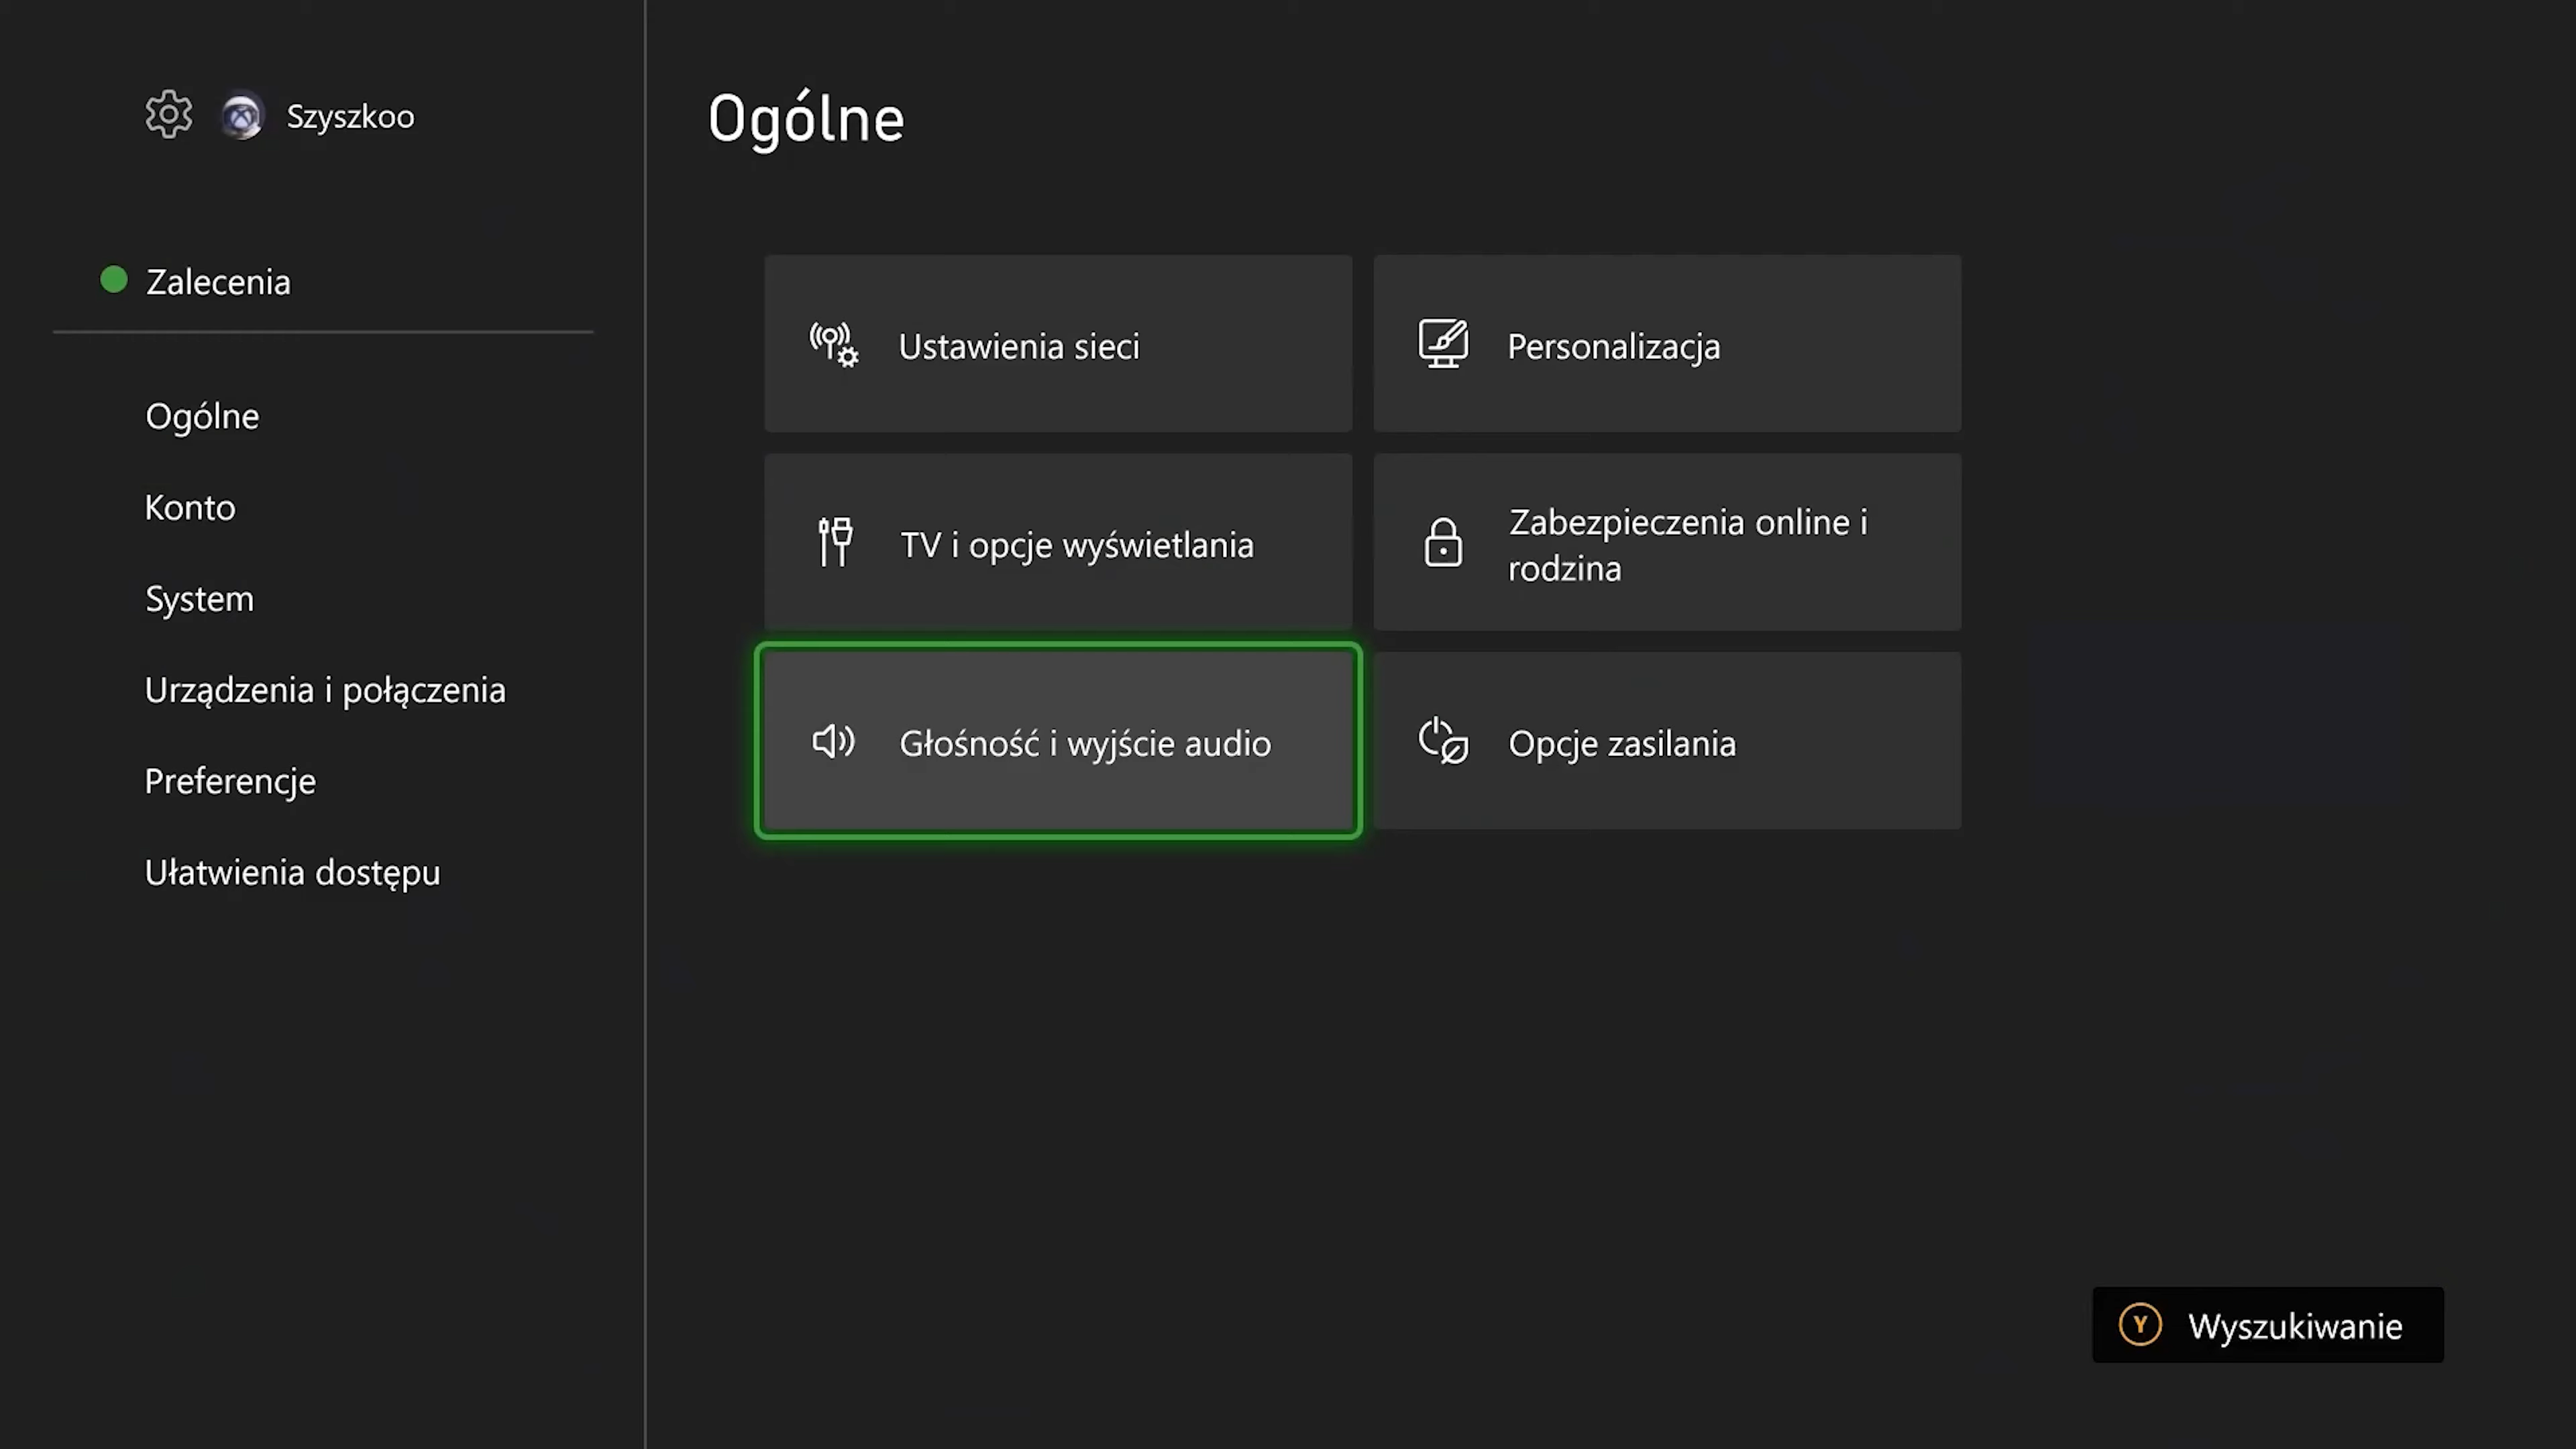 Szyszkoo
Zalecenia
Ogólne
Konto
System
Urządzenia i połączenia
Preferencje
Ułatwienia dostępu
Ogólne
Ustawienia sieci
Personalizacja
TV i opcje wyświetlania
Zabezpieczenia online i
rodzina
Głośność i wyjście audio
Opcje zasilania
Y Wyszukiwanie